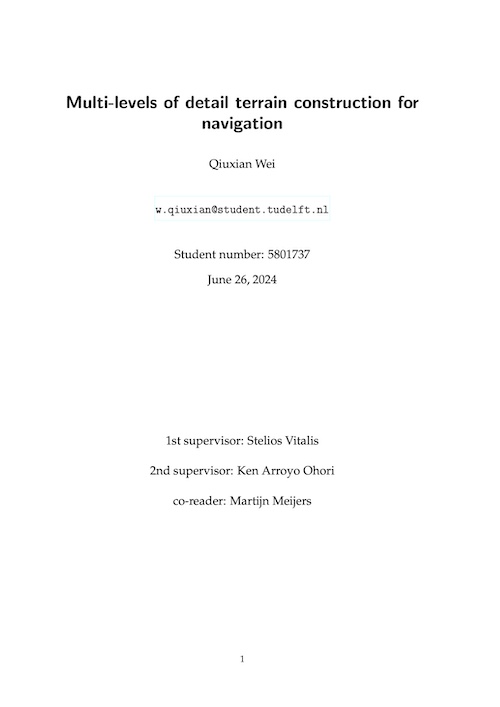 Multi-levels of detail terrain construction for
navigation
Qiuxian Wei
w.qiuxian@student.tudelft.nl
Student number: 5801737
June 26, 2024
1st supervisor: Stelios Vitalis
2nd supervisor: Ken Arroyo Ohori
co-reader: Martijn Meijers
1